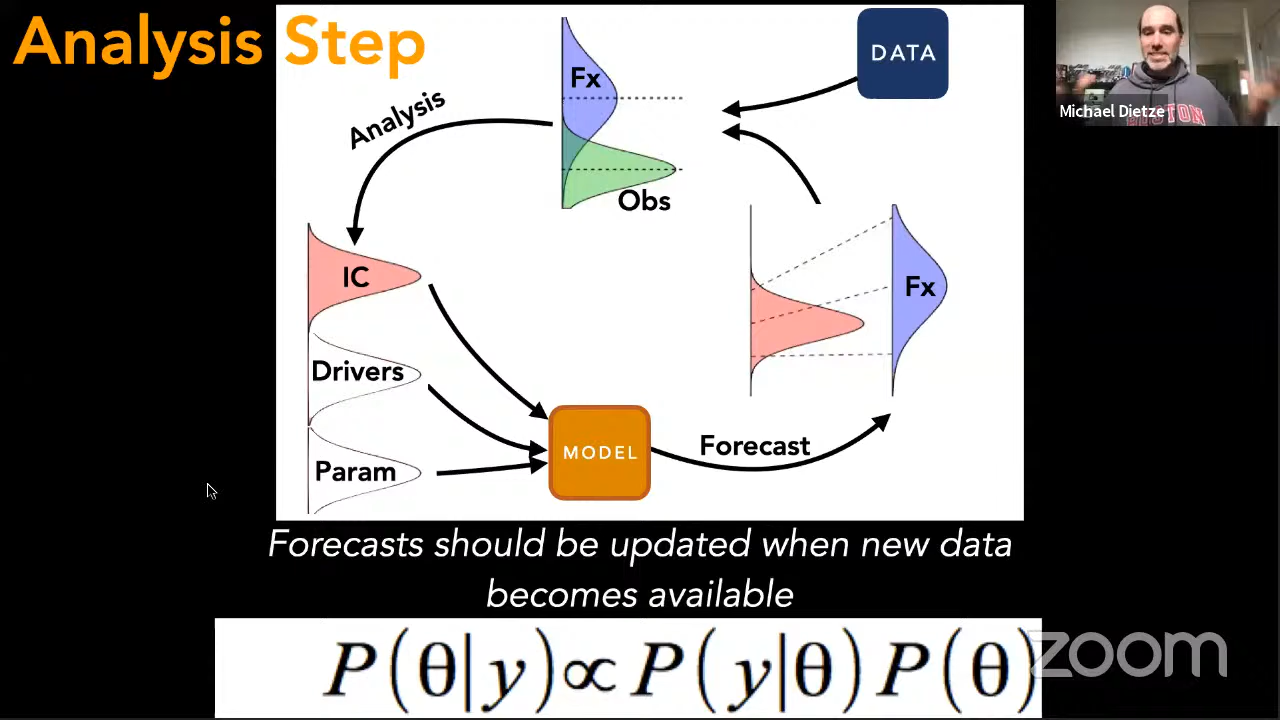 Analysis Step
Fx
DATA
Michael Dietze
Analysis
Obs
IC
Fx
Drivers
MODEL
Forecast
Param
Forecasts should be updated when new data
becomes available
P(θ|y)∝P(y|θ)P(θ)
zoom